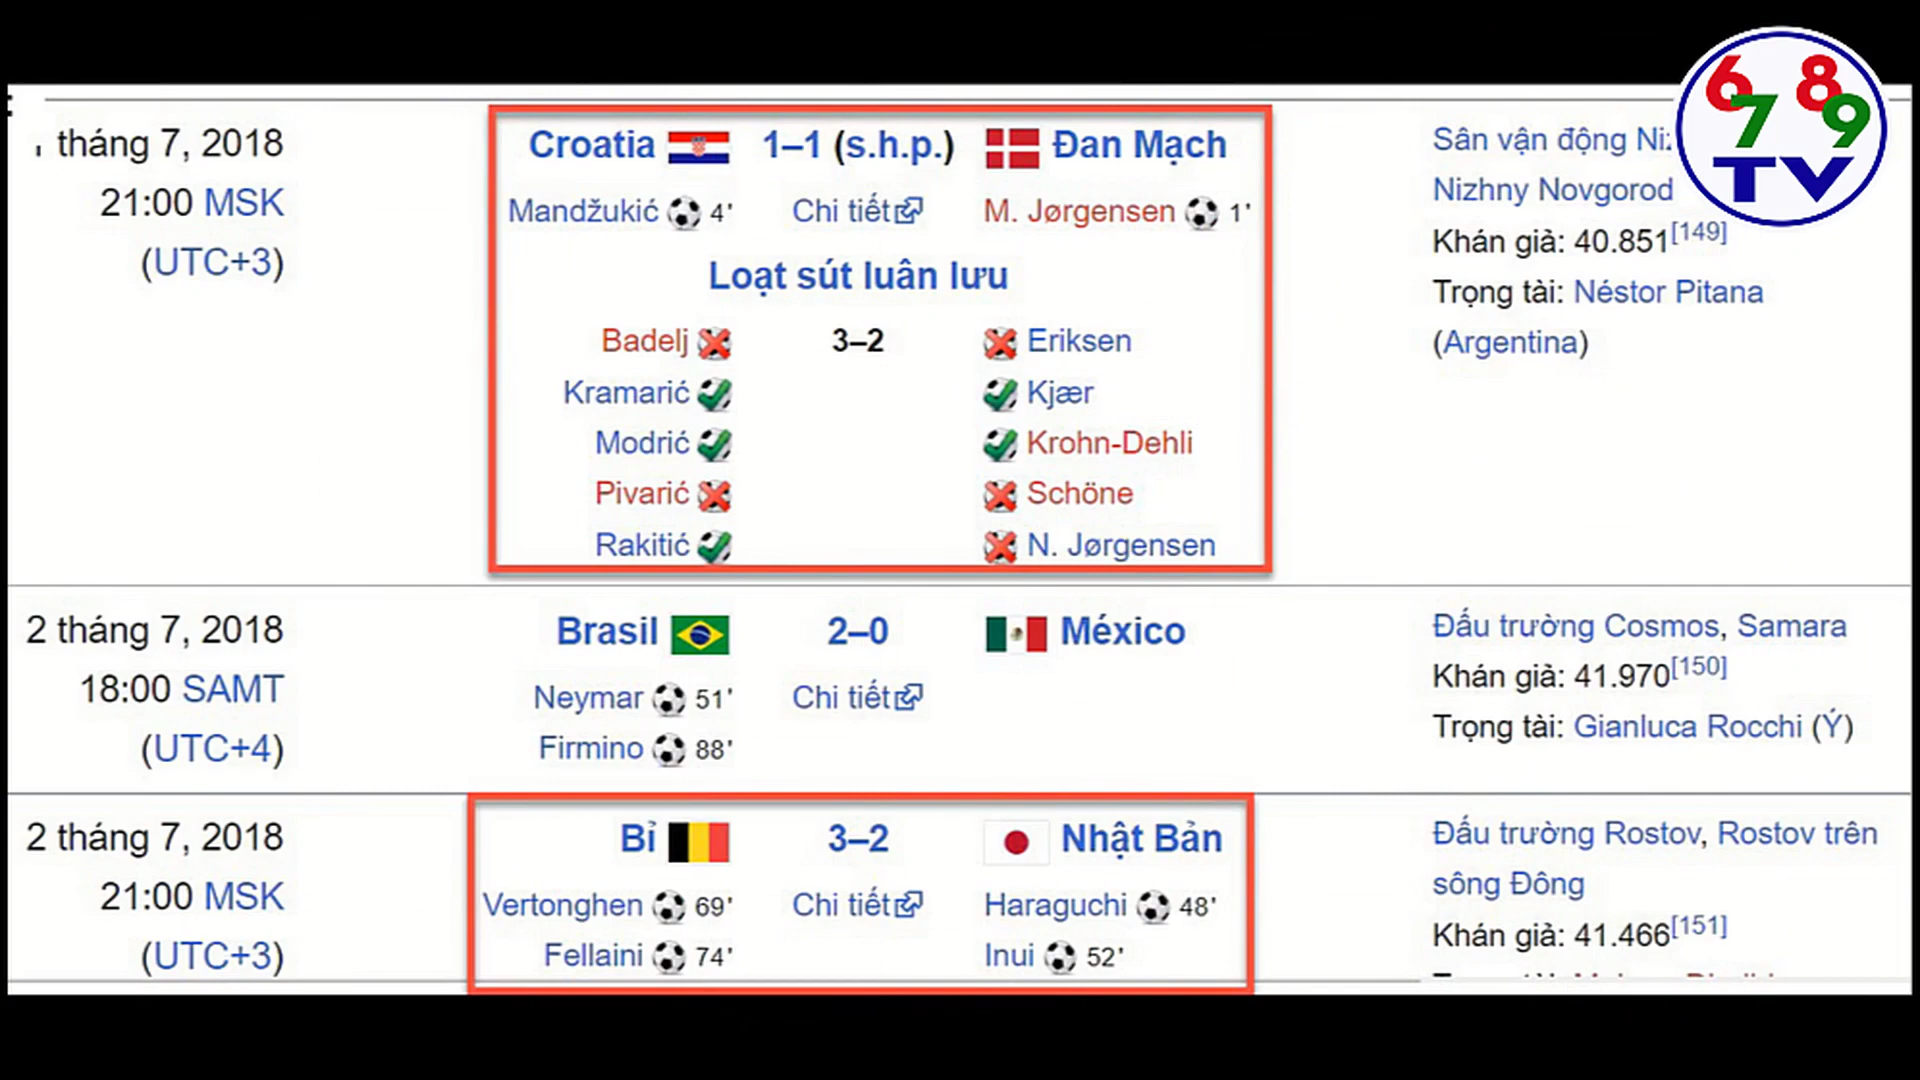 tháng 7, 2018
21:00 MSK
(UTC+3)
Croatia 1–1 (s.h.p.) Đan Mạch
Mandžukić 4' Chi tiết M. Jørgensen 1'
Loạt sút luân lưu
Badelj 3–2 Eriksen
Kramarić Kjær
Modrić Krohn-Dehli
Pivarić Schöne
Rakitić N. Jørgensen
Sân vận động
Nizhny Novgorod
Khán giả: 40.851[149]
Trọng tài: Néstor Pitana
(Argentina)
2 tháng 7, 2018
18:00 SAMT
(UTC+4)
Brasil 2–0 México
Neymar 51' Chi tiết
Firmino 88'
Đấu trường Cosmos, Samara
Khán giả: 41.970[150]
Trọng tài: Gianluca Rocchi (Ý)
2 tháng 7, 2018
21:00 MSK
(UTC+3)
Bỉ 3–2 Nhật Bản
Vertonghen 69' Chi tiết Haraguchi 48'
Fellaini 74' Inui 52'
Đấu trường Rostov, Rostov trên
sông Đông
Khán giả: 41.466[151]
6789
TV